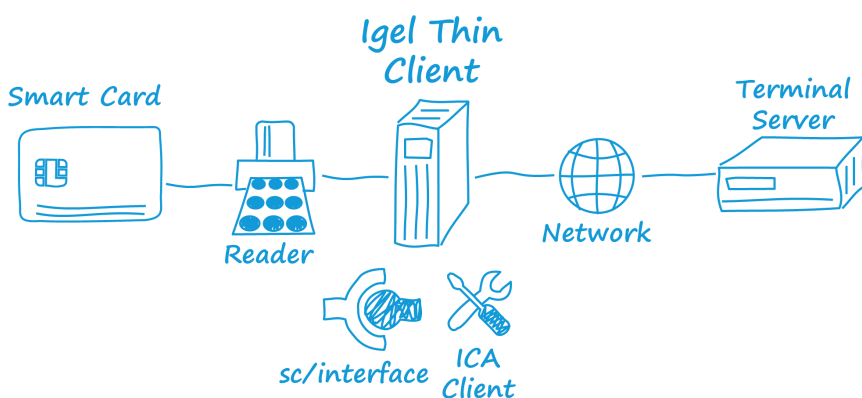 Igel Thin
Client
Smart Card
Terminal
Server
Reader
Network
sc/interface
ICA
Client